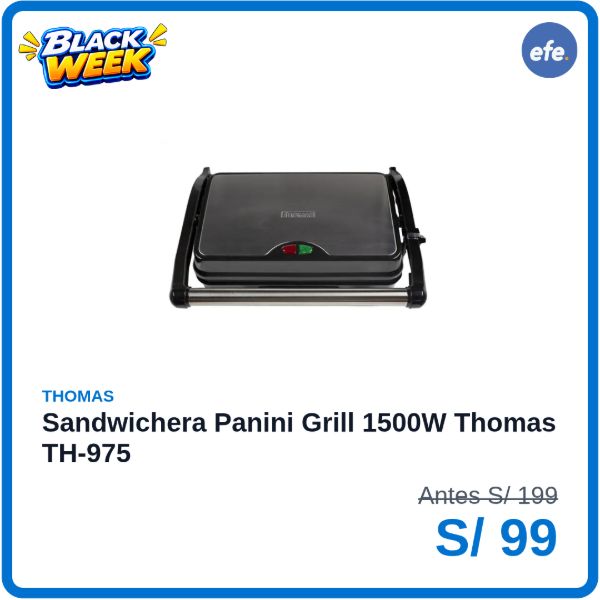 BLACK
WEEK
efe.
THOMAS
Sandwichera Panini Grill 1500W Thomas
TH-975
Antes S/ 199
S/ 99